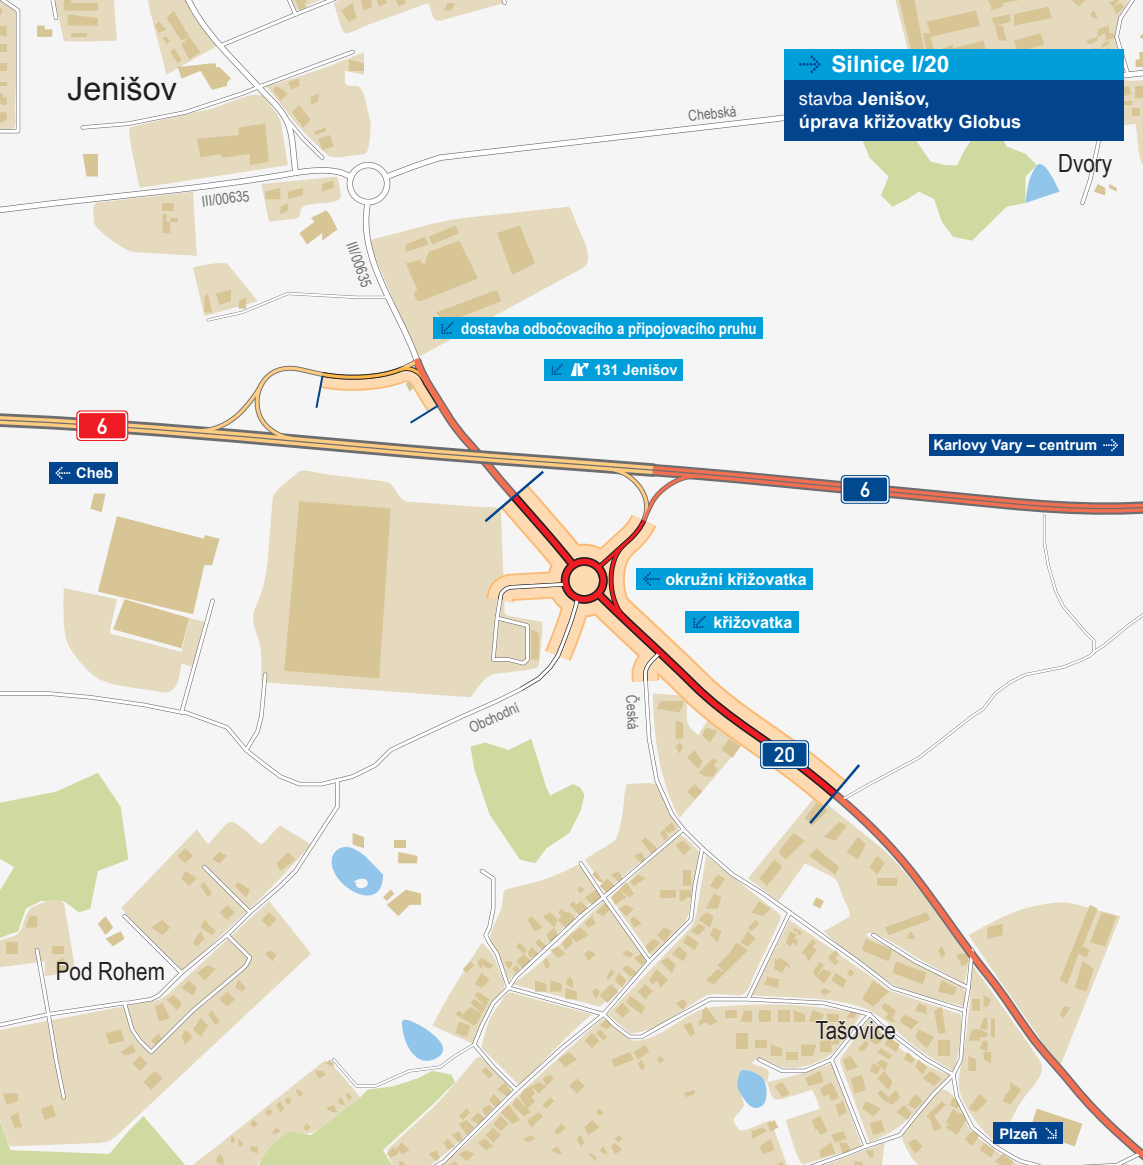 Silnice I/20
stavba Jenišov,
úprava křižovatky Globus
Jenišov
Chebská
Dvory
III/00635
III/00635
dostavba odbočovacího a připojovacího pruhu
131 Jenišov
6
Karlovy Vary – centrum
Cheb
6
okružní křižovatka
křižovatka
Obchodní
Česká
20
Pod Rohem
Tašovice
Plzeň